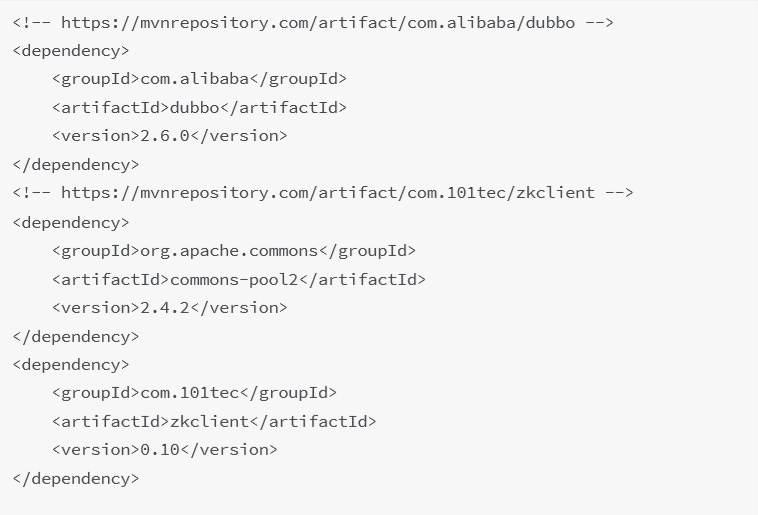 <!-- https://mvnrepository.com/artifact/com.alibaba/dubbo -->
<dependency>
    <groupId>com.alibaba</groupId>
    <artifactId>dubbo</artifactId>
    <version>2.6.0</version>
</dependency>
<!-- https://mvnrepository.com/artifact/com.101tec/zkclient -->
<dependency>
    <groupId>org.apache.commons</groupId>
    <artifactId>commons-pool2</artifactId>
    <version>2.4.2</version>
</dependency>
<dependency>
    <groupId>com.101tec</groupId>
    <artifactId>zkclient</artifactId>
    <version>0.10</version>
</dependency>